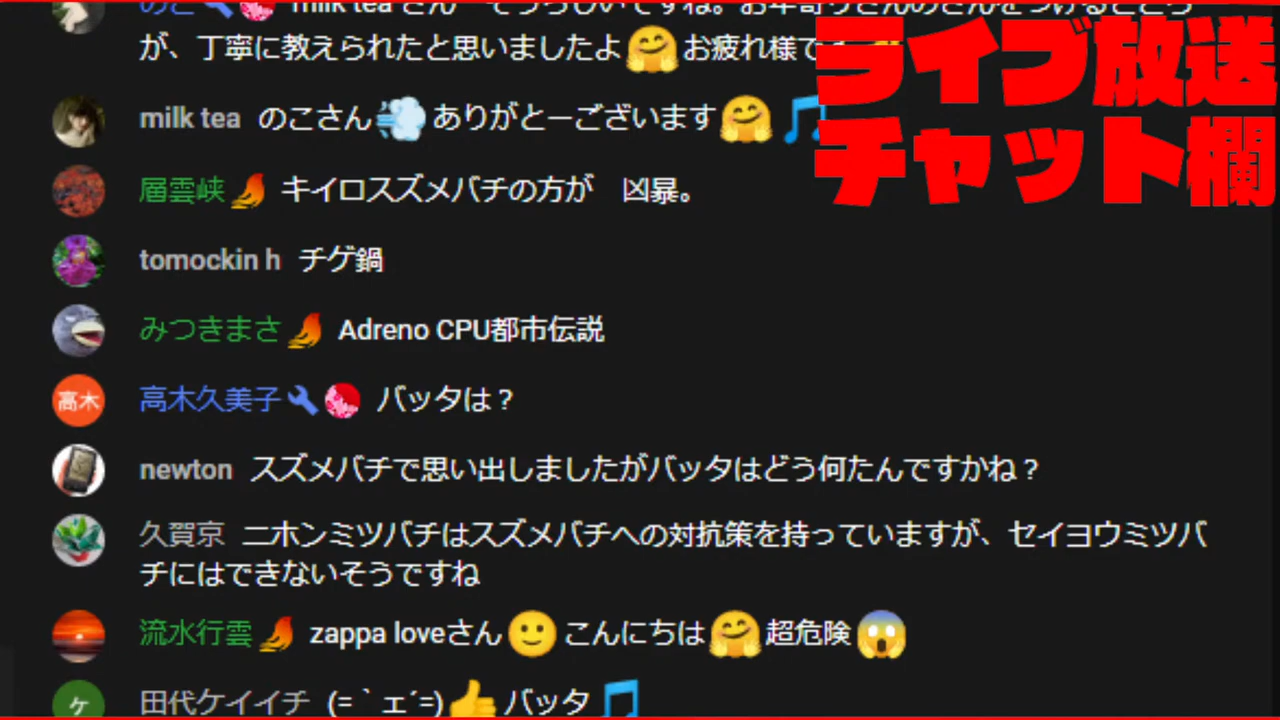 milk teaさん
が、丁寧に教えられたと思いましたよ🤗お疲れ様で
ライブ放送
チャット欄
milk tea のこさん💨ありがとーございます🤗🎵
層雲峡 キイロスズメバチの方が 凶暴。
tomockin h チゲ鍋
みつきまさ Adreno CPU都市伝説
高木 高木久美子 バッタは？
newton スズメバチで思い出しましたがバッタはどう何たんですかね？
久賀京 ニホンミツバチはスズメバチへの対抗策を持っていますが、セイヨウミツバ
チにはできないそうですね
流水行雲 zappa loveさん🙂こんにちは🤗超危険😱
ケ 田代ケイイチ (=｀ェ´=)👍バッタ🎵